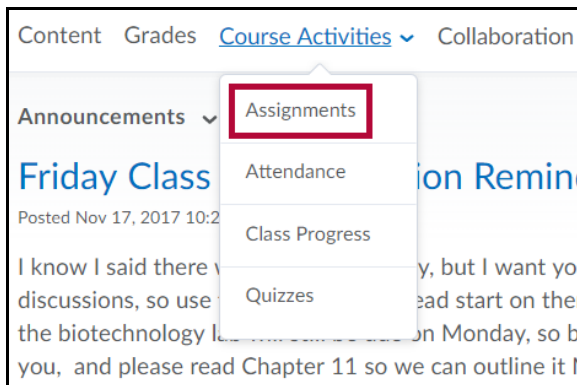 Content Grades Course Activities Collaboration
Assignments
Attendance
Class Progress
Quizzes
Announcements
Friday Class ion Remin
Posted Nov 17, 2017 10:2
I know I said there y, but I want yo
discussions, so use ead start on the
the biotechnology on Monday, so b
you, and please read Chapter 11 so we can outline it